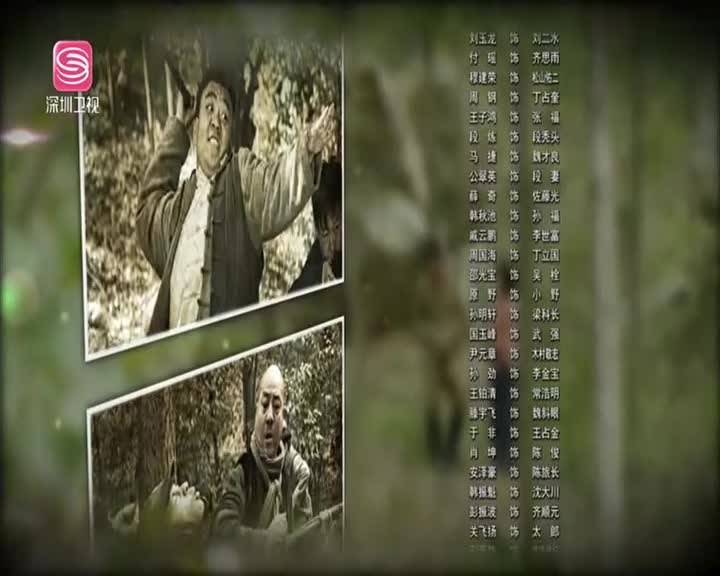 深圳卫视
刘玉龙 饰 刘二水
付瑶 饰 齐思雨
穆建荣 饰 松山佑二
周钢 饰 丁占奎
王子鸿 饰 张福
段炼 饰 段秃头
马捷 饰 魏才良
公翠英 饰 段妻
薛奇 饰 佐藤光
韩秋池 饰 孙福
戚云鹏 饰 李世富
周国海 饰 丁立国
邵光宝 饰 吴栓
原野 饰 小野
孙明轩 饰 梁科长
国玉峰 饰 武强
尹元章 饰 木村敬忠
孙劲 饰 李金宝
王铂清 饰 常浩明
滕宇飞 饰 魏斜眼
于非 饰 王占金
肖坤 饰 陈俊
安泽豪 饰 陈旅长
韩振魁 饰 沈大川
彭振波 饰 齐顺元
关飞扬 饰 太郎